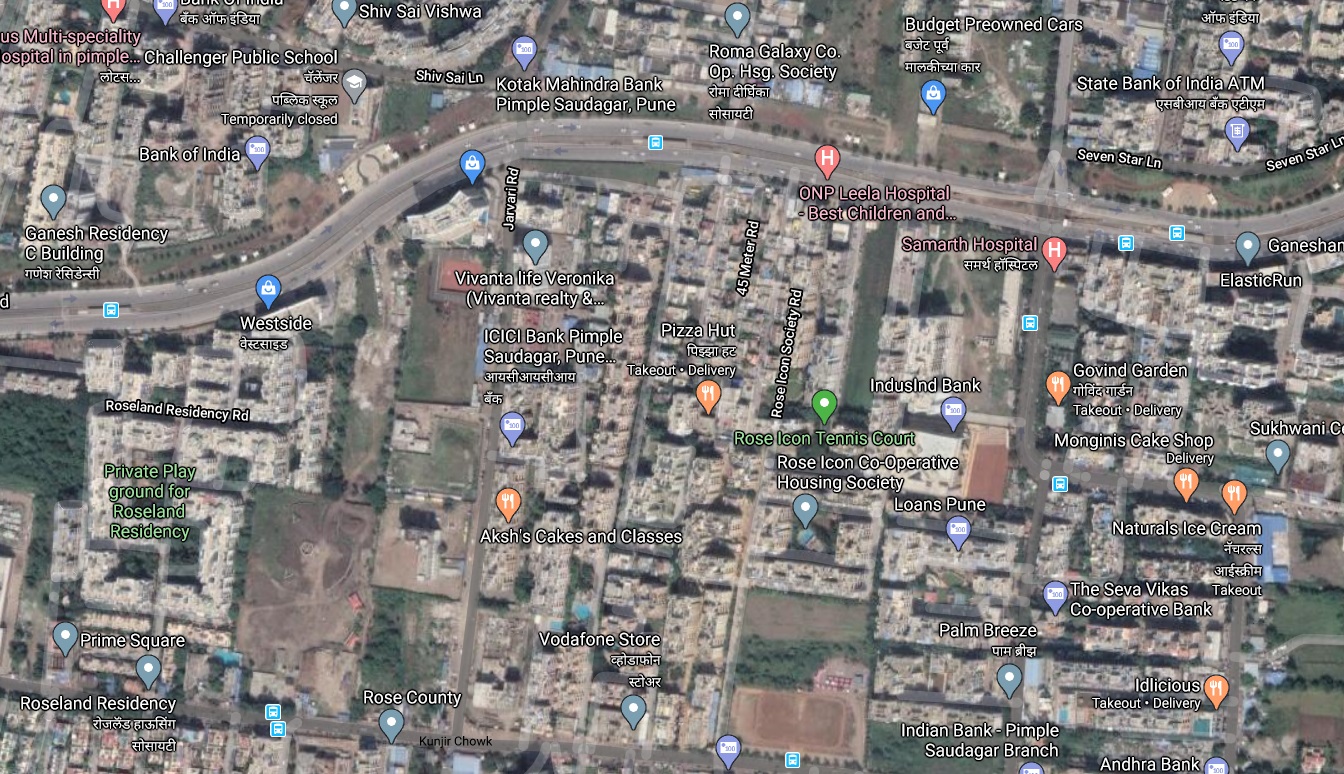 Bank of India
बँक ऑफ इंडिया
Shiv Sai Vishwa
us Multi-speciality
ospital in pimple...
लोटस...
Challenger Public School
चॅलेंजर
पब्लिक स्कूल
Temporarily closed
Shiv Sai Ln
Kotak Mahindra Bank
Pimple Saudagar, Pune
Roma Galaxy Co.
Op. Hsg. Society
रोमा दीर्घिका
सोसायटी
Budget Preowned Cars
बजेट पूर्व
मालकीच्या कार
ऑफ इंडिया
State Bank of India ATM
एसबीआय बँक एटीएम
Bank of India
Seven Star Ln
Seven Star Ln
Jarvari Rd
ONP Leela Hospital
- Best Children and...
Ganesh Residency
C Building
गणेश रेसिडेन्सी
Samarth Hospital
समर्थ हॉस्पिटल
Ganeshan
ElasticRun
45 Meter Rd
Vivanta life Veronika
(Vivanta realty &...
d
Westside
वेस्टसाइड
Rose Icon Society Rd
ICICI Bank Pimple
Saudagar, Pune...
आयसीआयसीआय
बँक
Pizza Hut
पिझ्झा हट
Takeout • Delivery
IndusInd Bank
Govind Garden
गोविंद गार्डन
Takeout • Delivery
Roseland Residency Rd
Rose Icon Tennis Court
Monginis Cake Shop
Delivery
Sukhwani Co
Private Play
ground for
Roseland
Residency
Rose Icon Co-Operative
Housing Society
Loans Pune
Aksh's Cakes and Classes
Naturals Ice Cream
नॅचरल्स
आईस्क्रीम
Takeout
The Seva Vikas
Co-operative Bank
Prime Square
Vodafone Store
व्होडाफोन
स्टोअर
Palm Breeze
पाम ब्रीझ
Idlicious
Takeout • Delivery
Roseland Residency
रोजलँड हाऊसिंग
सोसायटी
Rose County
Kunjir Chowk
Indian Bank - Pimple
Saudagar Branch
Andhra Bank